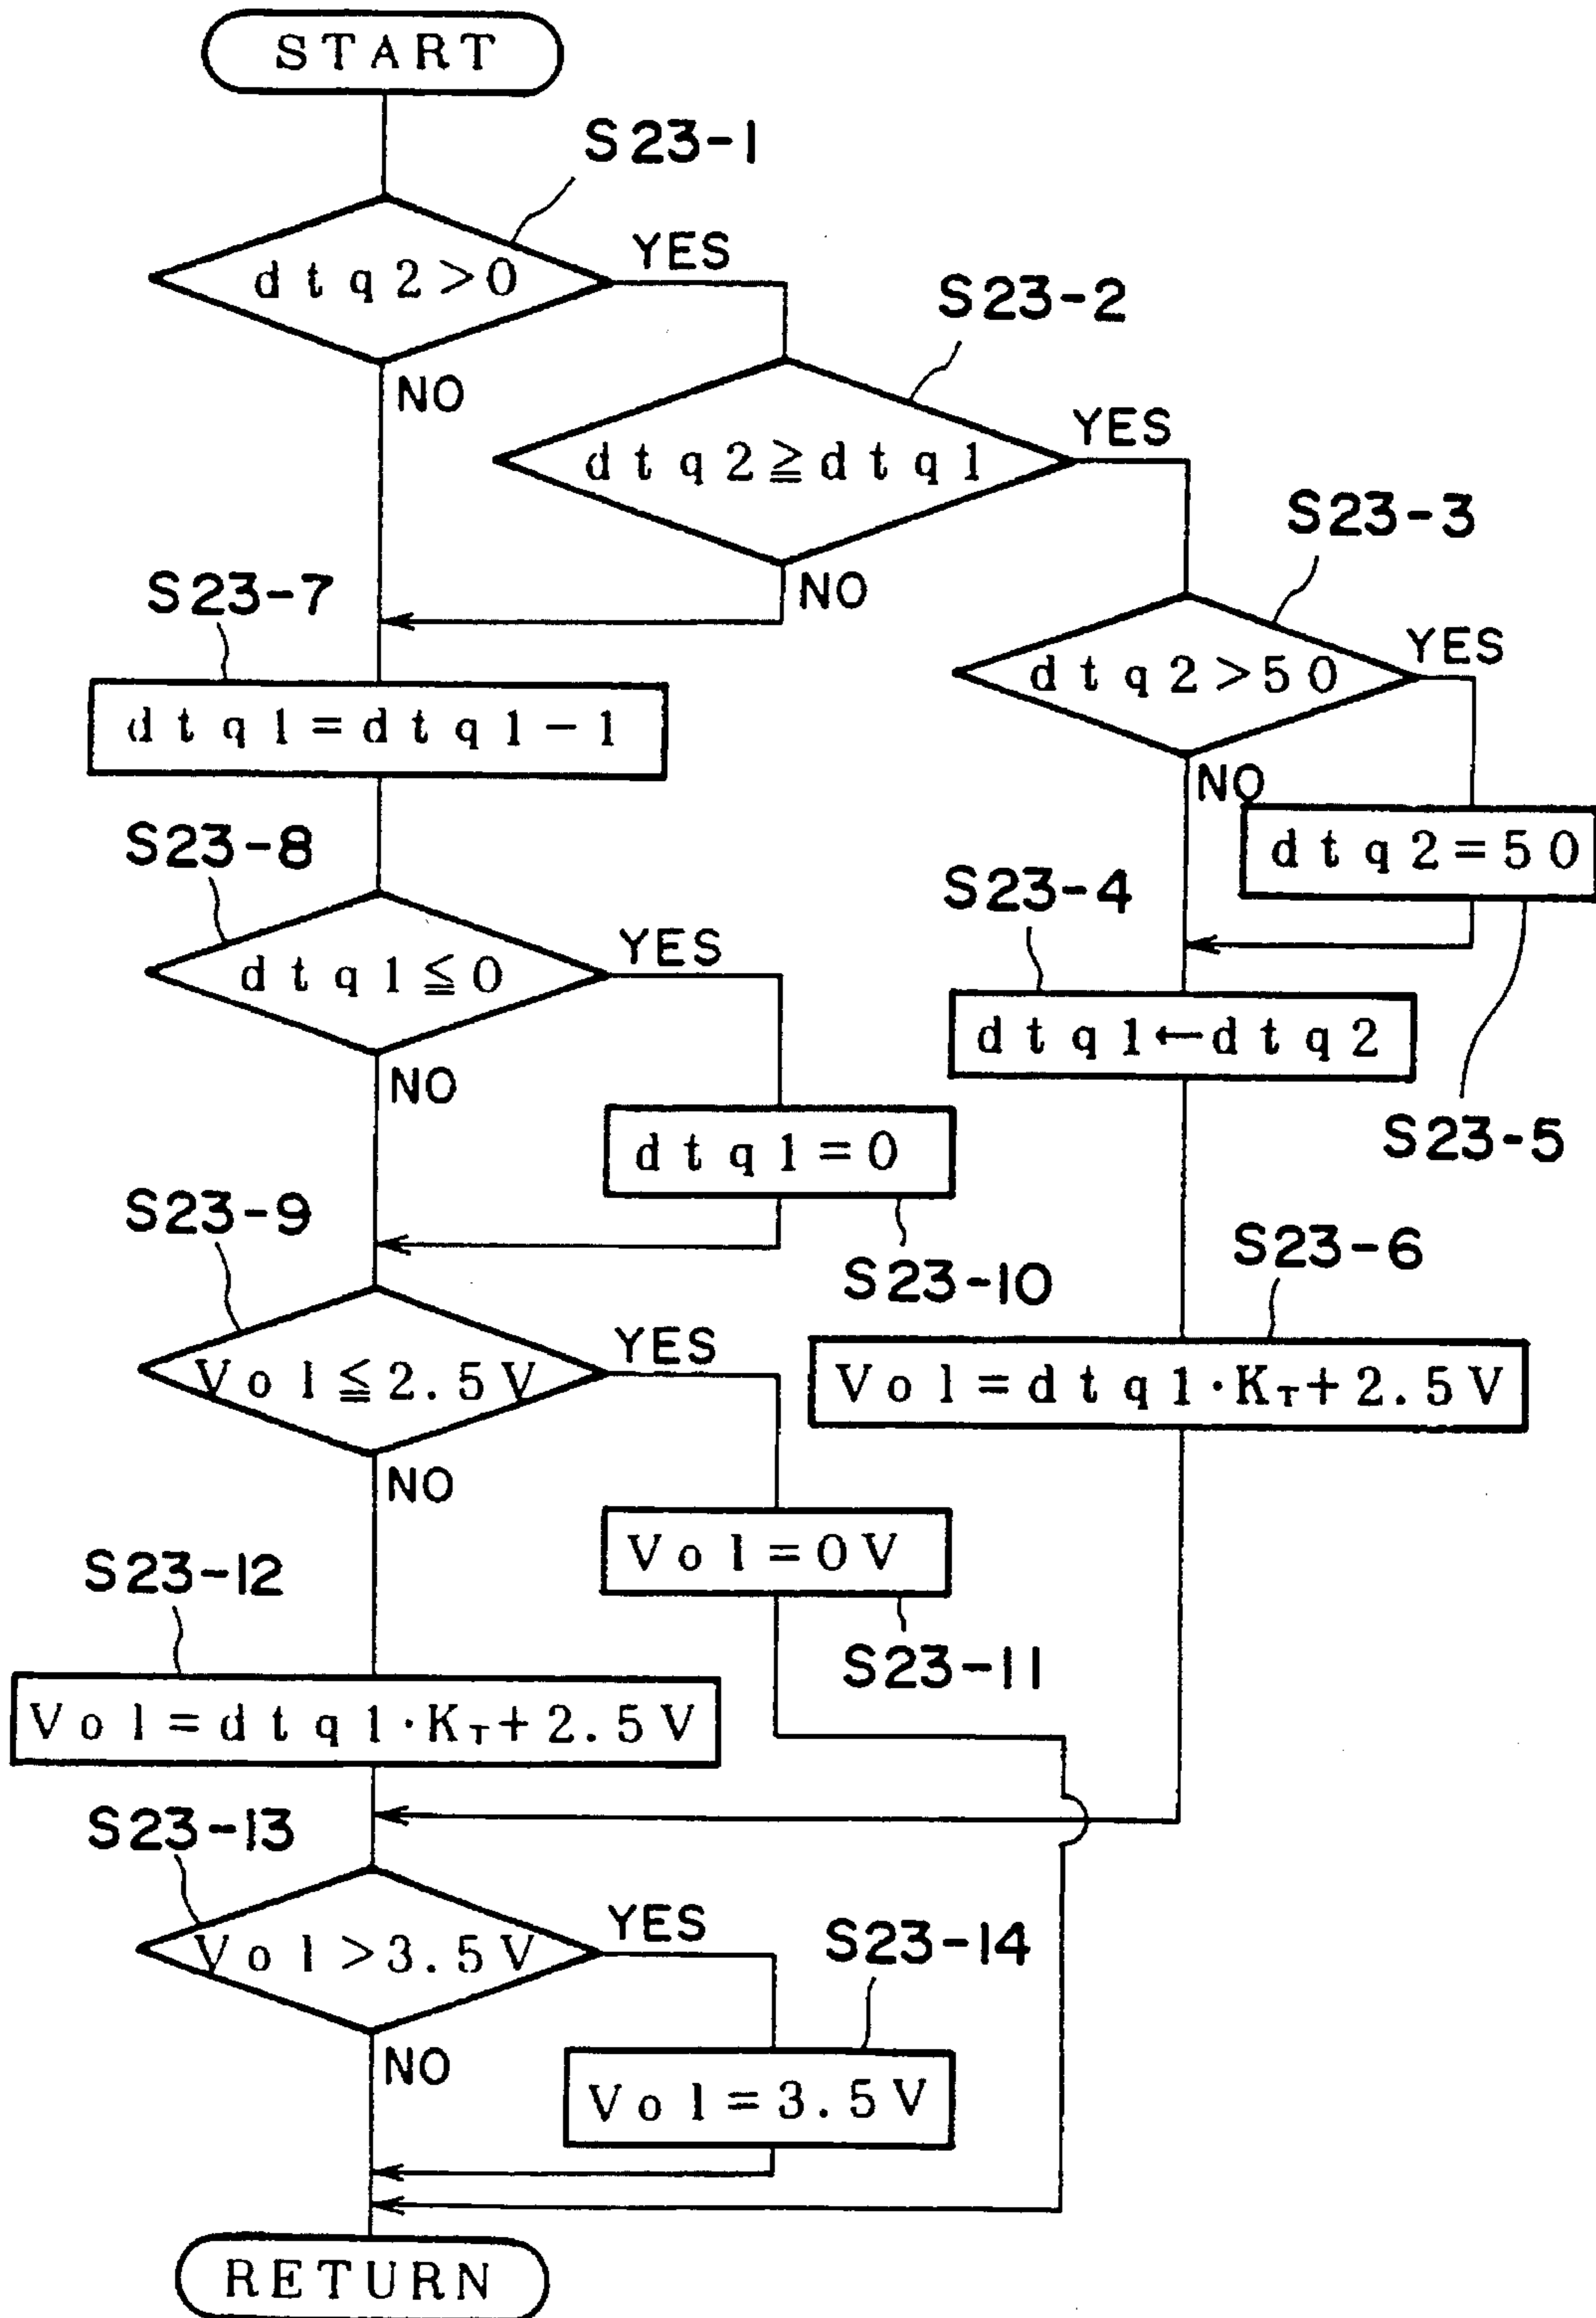 START
S23-1
dtq2>0
YES
NO
S23-2
dtq2≧dtq1
YES
NO
S23-3
dtq2>50
YES
NO
S23-7
dtq1=dtq1-1
dtq2=50
S23-5
S23-4
dtq1←dtq2
S23-8
dtq1≦0
YES
NO
dtq1=0
S23-10
S23-6
Vol=dtq1·KT+2.5V
S23-9
Vol≦2.5V
YES
NO
Vol=0V
S23-11
S23-12
Vol=dtq1·KT+2.5V
S23-13
Vol>3.5V
YES
NO
S23-14
Vol=3.5V
RETURN